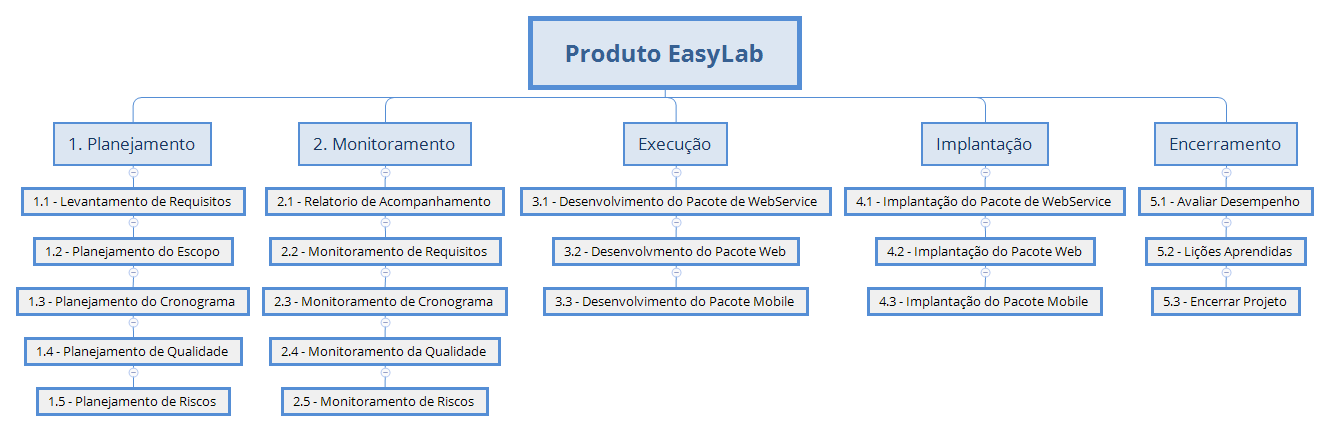 Produto EasyLab
1. Planejamento
1.1 - Levantamento de Requisitos
1.2 - Planejamento do Escopo
1.3 - Planejamento do Cronograma
1.4 - Planejamento de Qualidade
1.5 - Planejamento de Riscos
2. Monitoramento
2.1 - Relatorio de Acompanhamento
2.2 - Monitoramento de Requisitos
2.3 - Monitoramento de Cronograma
2.4 - Monitoramento da Qualidade
2.5 - Monitoramento de Riscos
Execução
3.1 - Desenvolvimento do Pacote de WebService
3.2 - Desenvolvmento do Pacote Web
3.3 - Desenvolvimento do Pacote Mobile
Implantação
4.1 - Implantação do Pacote de WebService
4.2 - Implantação do Pacote Web
4.3 - Implantação do Pacote Mobile
Encerramento
5.1 - Avaliar Desempenho
5.2 - Lições Aprendidas
5.3 - Encerrar Projeto